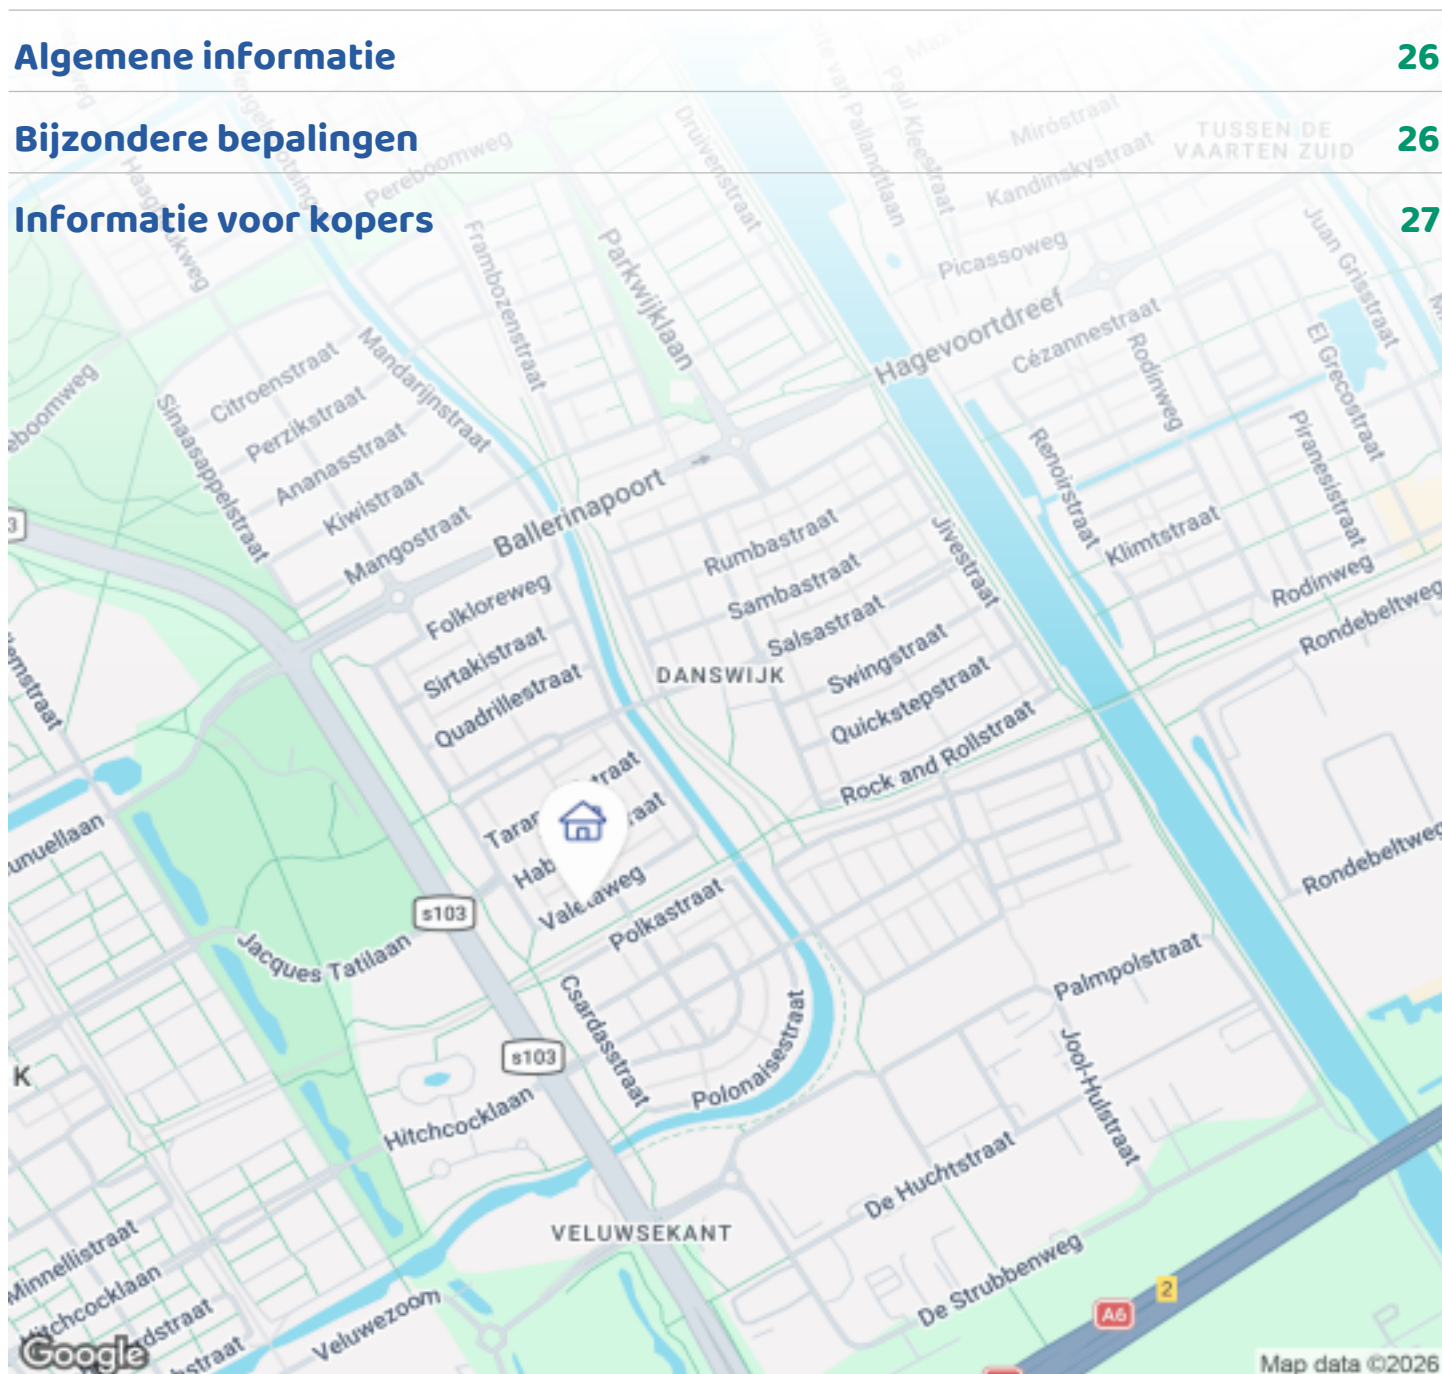 Algemene informatie 26
Bijzondere bepalingen 26
Informatie voor kopers 27
Pereboomweg
Druivenstraat
Paul Kleestraat
Miróstraat
Kandinskystraat
TUSSEN DE
VAARTEN ZUID
Picassoweg
Juan Grisstraat
Frambozenstraat
Parkwijklaan
Hagevoortdreef
Cézannestraat
Rodinweg
El Grecostraat
Piranesistraat
Citroenstraat
Mandarijnstraat
Perzikstraat
Ananasstraat
Sinaasappelstraat
Kiwistraat
Mangostraat
Ballerinapoort
Renoirstraat
Klimtstraat
Rodinweg
Rondebeltweg
Rumbastraat
Jivestraat
Sambastraat
Salsastraat
Swingstraat
Quickstepstraat
Rock and Rollstraat
DANSWIJK
Folkloreweg
Sirtakistraat
Quadrillestraat
Polkastraat
Rondebeltweg
s103
Jacques Tatilaan
Csardasstraat
Polonaisestraat
Palmpolstraat
Jool-Hulstraat
s103
K
Hitchcocklaan
De Huchtstraat
VELUWSEKANT
De Strubbenweg
Minnellistraat
Hitchcocklaan
Veluwezoom
A6
2
Google
Map data ©2026